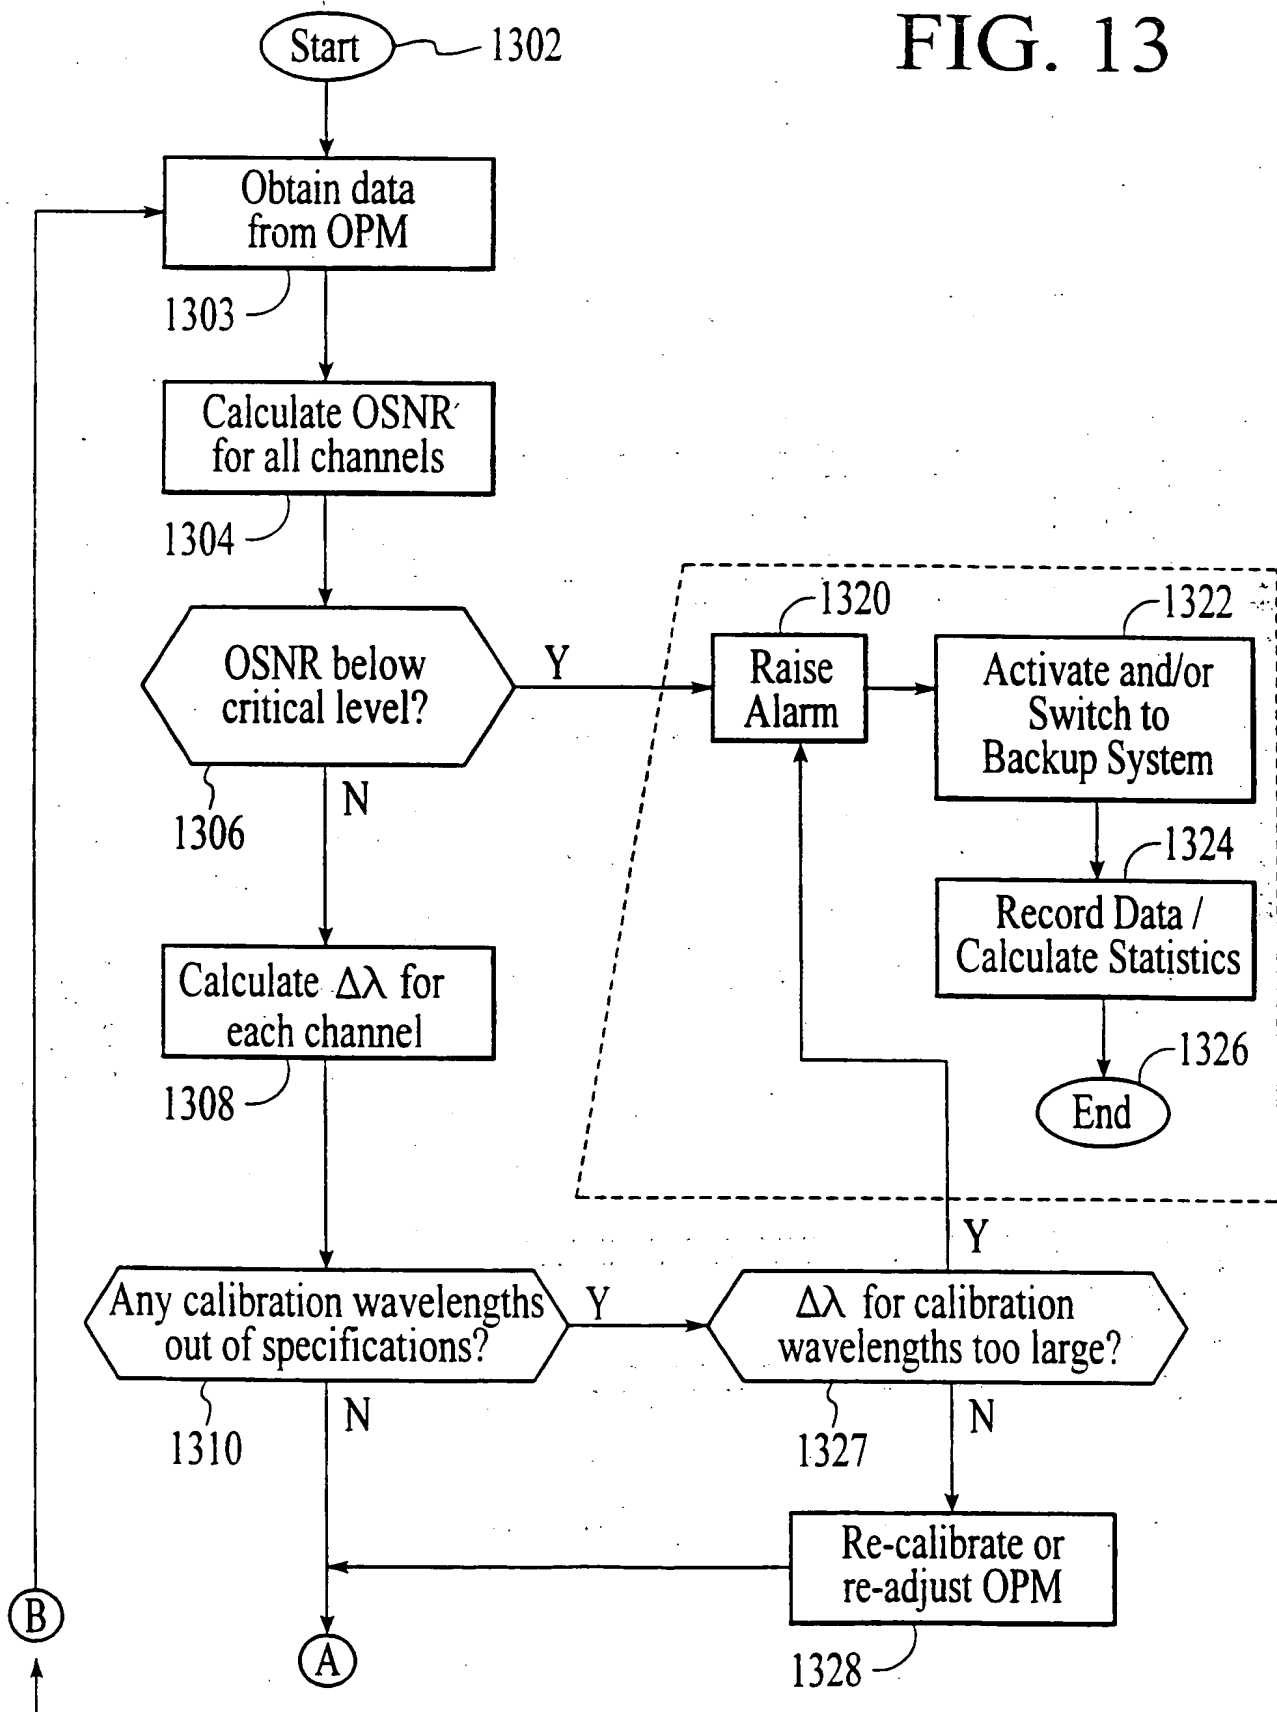 FIG. 13
Start
1302
Obtain data
from OPM
1303
Calculate OSNR
for all channels
1304
OSNR below
critical level?
Y
N
1306
1320
Raise
Alarm
1322
Activate and/or
Switch to
Backup System
1324
Record Data /
Calculate Statistics
1326
End
Calculate Δλ for
each channel
1308
Any calibration wavelengths
out of specifications?
Y
N
1310
Δλ for calibration
wavelengths too large?
Y
N
1327
Re-calibrate or
re-adjust OPM
1328
B
A